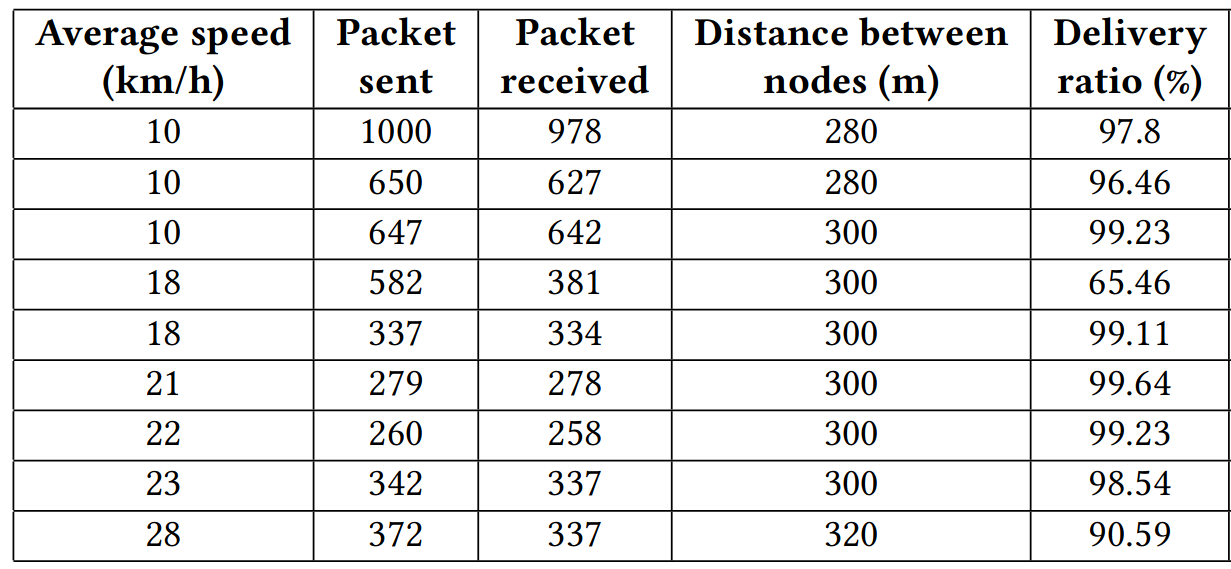 Average speed (km/h) Packet sent Packet received Distance between nodes (m) Delivery ratio (%)
10 1000 978 280 97.8
10 650 627 280 96.46
10 647 642 300 99.23
18 582 381 300 65.46
18 337 334 300 99.11
21 279 278 300 99.64
22 260 258 300 99.23
23 342 337 300 98.54
28 372 337 320 90.59